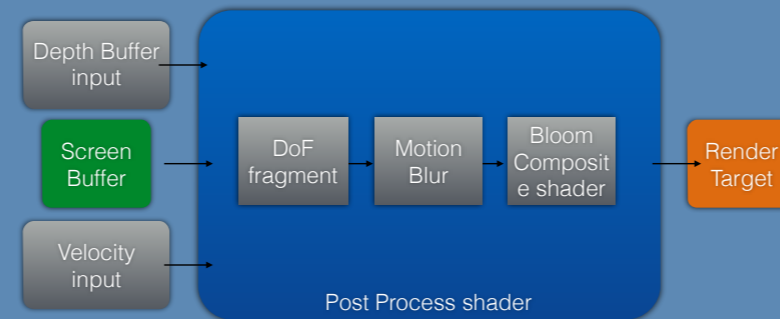 Depth Buffer
input
Screen
Buffer
Velocity
input
DoF
fragment
Motion
Blur
Bloom
Composit
e shader
Render
Target
Post Process shader